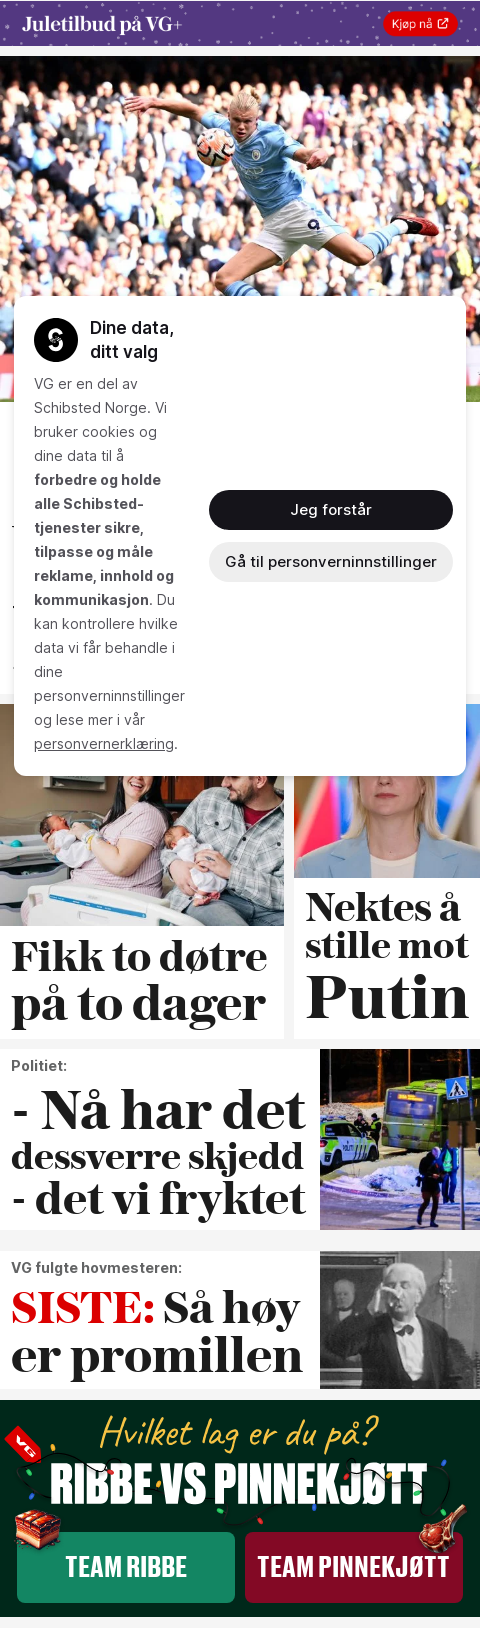 Juletilbud på VG+
Kjøp nå
Dine data,
ditt valg
VG er en del av
Schibsted Norge. Vi
bruker cookies og
dine data til å
forbedre og holde
alle Schibsted-
tjenester sikre,
tilpasse og måle
reklame, innhold og
kommunikasjon. Du
kan kontrollere hvilke
data vi får behandle i
dine
personverninnstillinger
og lese mer i vår
personvernerklæring.
Jeg forstår
Gå til personverninnstillinger
Fikk to døtre
på to dager
Nektes å
stille mot
Putin
Politiet:
- Nå har det
dessverre skjedd
- det vi fryktet
POLITI
VG fulgte hovmesteren:
SISTE: Så høy
er promillen
Hvilket lag er du på?
VG
RIBBE VS PINNEKJØTT
TEAM RIBBE
TEAM PINNEKJØTT